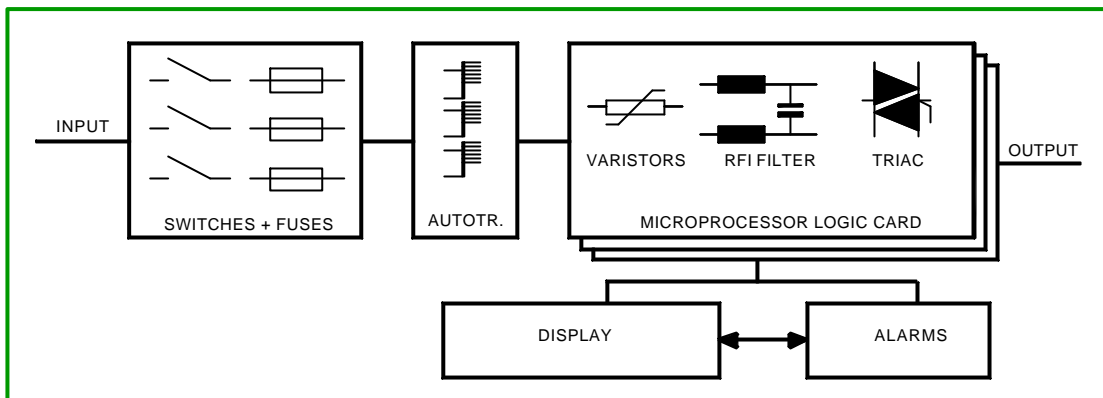 INPUT
SWITCHES + FUSES
AUTOTR.
VARISTORS
RFI FILTER
TRIAC
MICROPROCESSOR LOGIC CARD
OUTPUT
DISPLAY
ALARMS